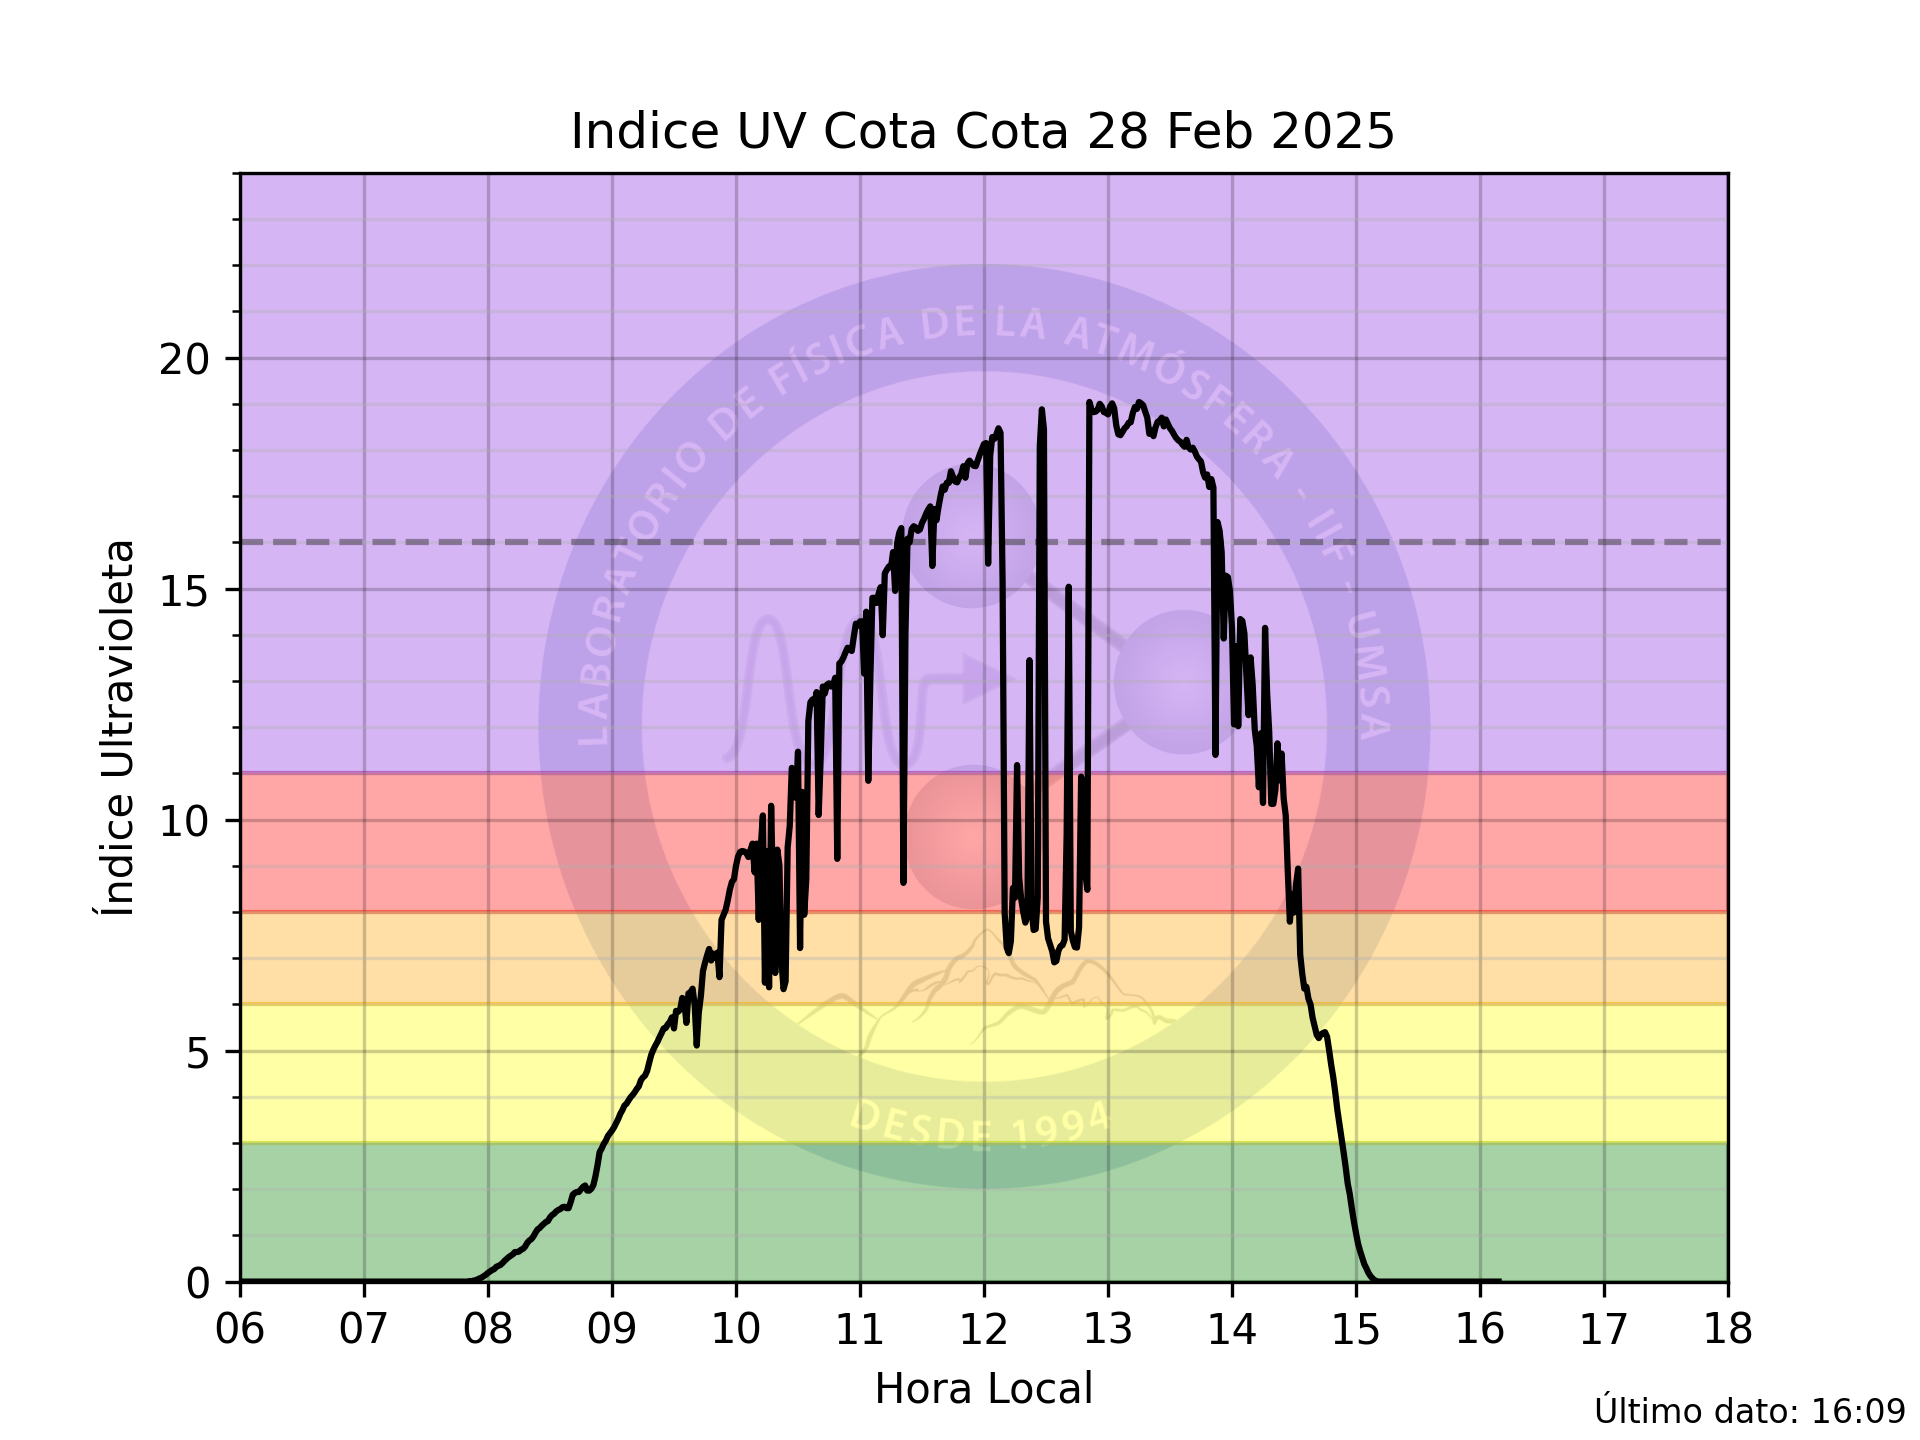 Indice UV Cota Cota 28 Feb 2025
Índice Ultravioleta
20
15
10
5
0
LABORATORIO DE FÍSICA DE LA ATMÓSFERA - IIF - UMSA
DESDE 1994
06 07 08 09 10 11 12 13 14 15 16 17 18
Hora Local
Último dato: 16:09